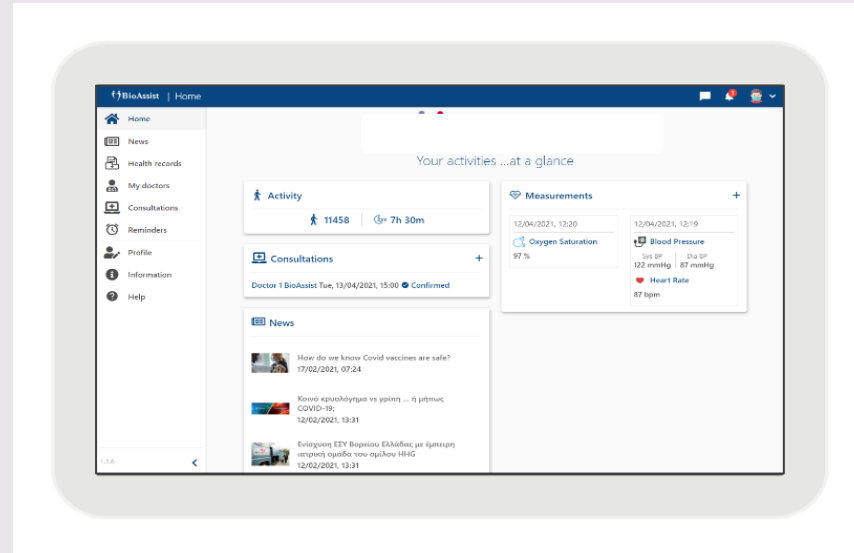 BioAssist | Home
1
Home
News
Health records
My doctors
Consultations
Reminders
Profile
Information
Help
1.1.6
Your activities ...at a glance
Activity
11458 7h 30m
Consultations +
Doctor 1 BioAssist Tue, 13/04/2021, 15:00 Confirmed
News
How do we know Covid vaccines are safe?
17/02/2021, 07:24
Κοινό κρυολόγημα vs γρίπη ... ή μήπως
COVID-19;
12/02/2021, 13:31
Ενίσχυση ΕΣΥ Βορείου Ελλάδας με έμπειρη
ιατρική ομάδα του ομίλου HHG
12/02/2021, 13:31
Measurements +
12/04/2021, 12:20
Oxygen Saturation
97 %
12/04/2021, 12:19
Blood Pressure
Sys BP Dia BP
122 mmHg 87 mmHg
Heart Rate
87 bpm